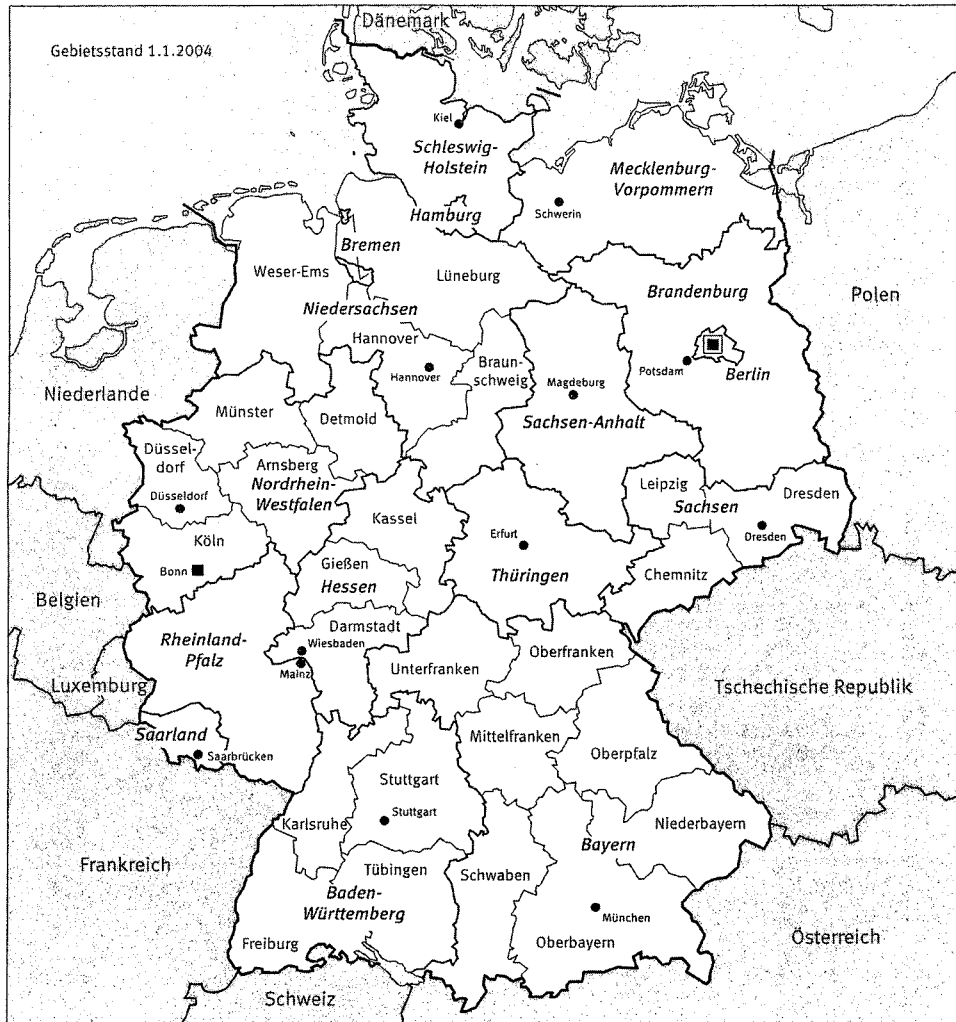 Dänemark
Gebietsstand 1.1.2004
Kiel
Schleswig-
Holstein
Mecklenburg-
Vorpommern
Schwerin
Hamburg
Bremen
Weser-Ems
Lüneburg
Niedersachsen
Brandenburg
Polen
Hannover
Hannover
Braun-
schweig
Magdeburg
Potsdam
Berlin
Niederlande
Münster
Detmold
Sachsen-Anhalt
Düssel-
dorf
Düsseldorf
Arnsberg
Nordrhein-
Westfalen
Leipzig
Sachsen
Dresden
Dresden
Kassel
Köln
Bonn
Erfurt
Thüringen
Chemnitz
Gießen
Hessen
Belgien
Darmstadt
Wiesbaden
Mainz
Rheinland-
Pfalz
Unterfranken
Oberfranken
Luxemburg
Tschechische Republik
Saarland
Saarbrücken
Mittelfranken
Oberpfalz
Stuttgart
Stuttgart
Karlsruhe
Niederbayern
Bayern
Frankreich
Tübingen
Schwaben
Baden-
Württemberg
München
Oberbayern
Österreich
Freiburg
Schweiz